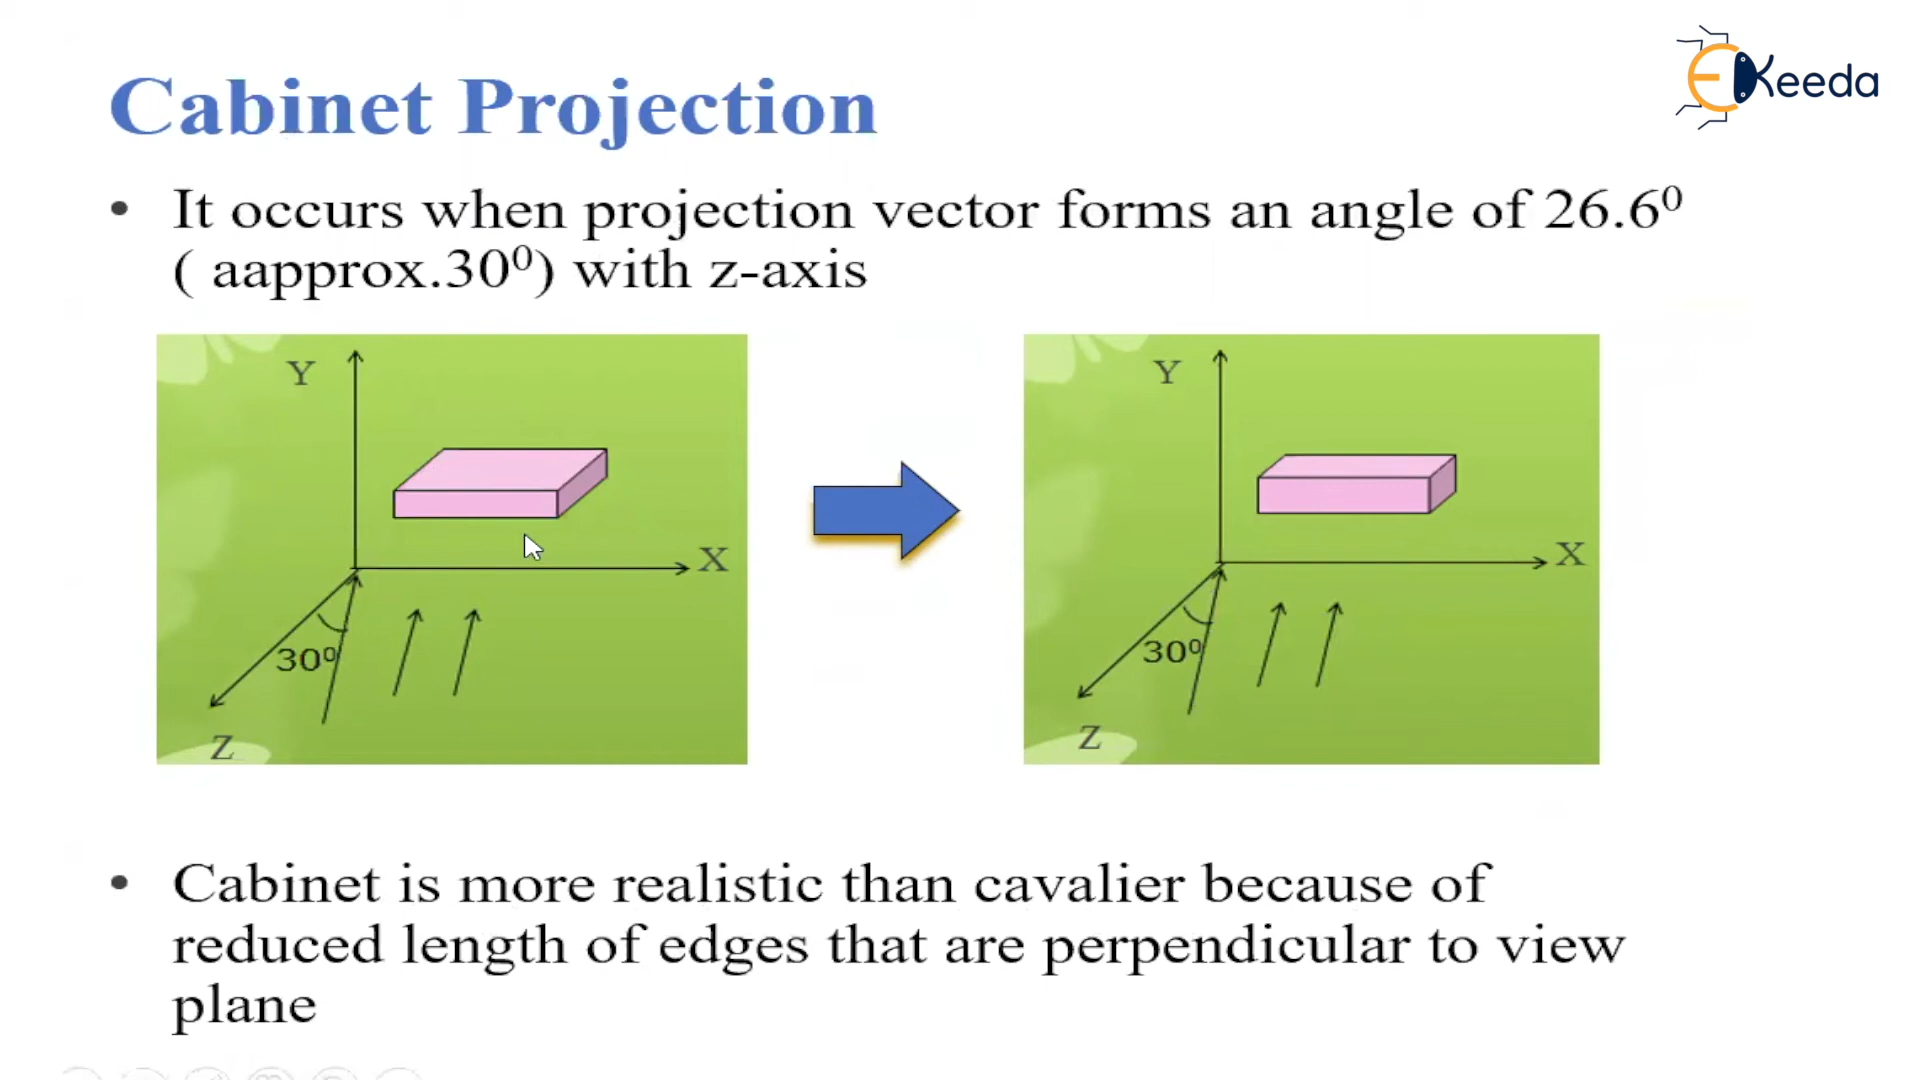 Keeda
Cabinet Projection
• It occurs when projection vector forms an angle of 26.6⁰
( aapprox.30⁰) with z-axis
Y
X
30⁰
Z
Y
X
30⁰
Z
• Cabinet is more realistic than cavalier because of
reduced length of edges that are perpendicular to view
plane